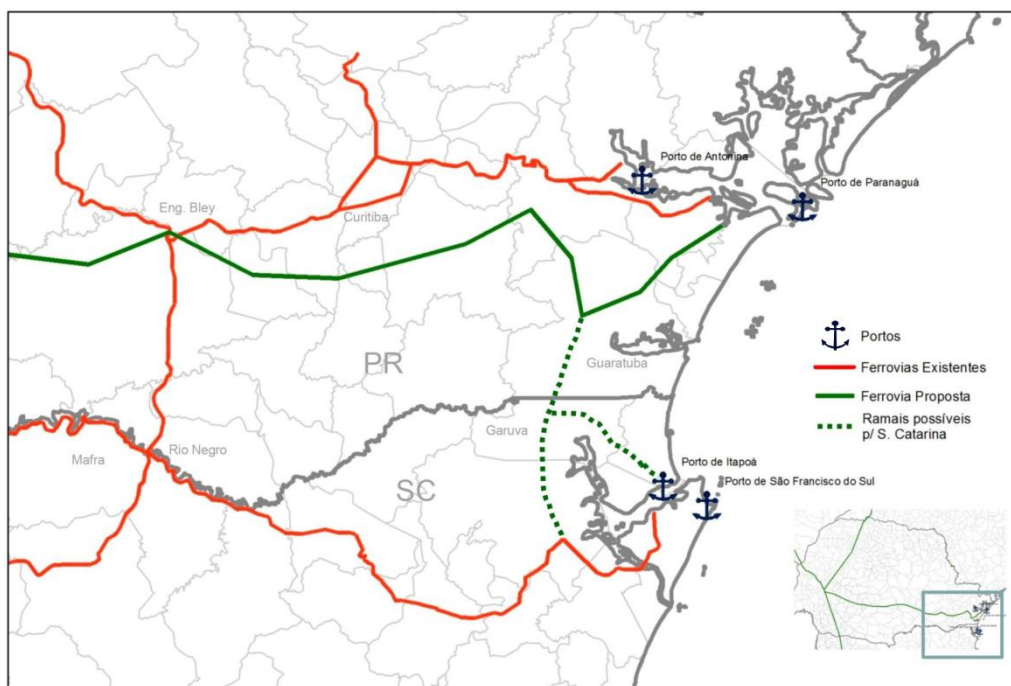 Porto de Antonina
Porto de Paranaguá
Eng. Bley
Curitiba
Portos
PR
Guaratuba
Ferrovias Existentes
Ferrovia Proposta
Ramais possíveis
p/ S. Catarina
Garuva
Rio Negro
Mafra
SC
Porto de Itapoá
Porto de São Francisco do Sul